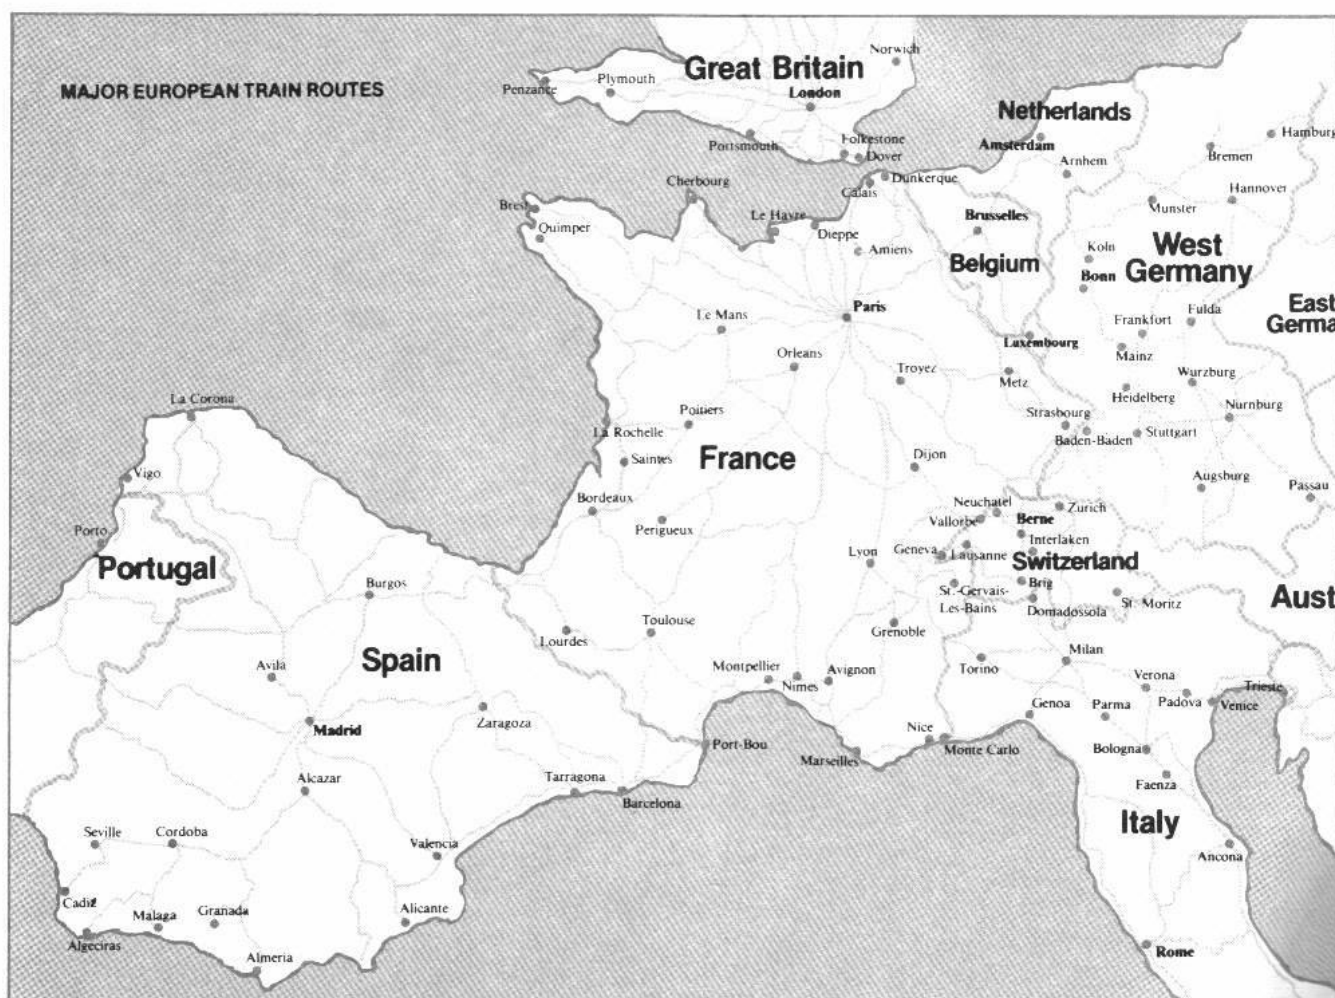 MAJOR EUROPEAN TRAIN ROUTES
Great Britain
Norwich
London
Penzance
Plymouth
Portsmouth
Folkestone
Dover
Netherlands
Amsterdam
Arnhem
Hamburg
Bremen
Hannover
Munster
Cherbourg
Calais
Dunkerque
Brest
Quimper
Le Havre
Dieppe
Amiens
Brusselles
Belgium
Koln
Bonn
West
Germany
East
Germa
Paris
Le Mans
Orleans
Troyez
Luxembourg
Metz
Frankfort
Fulda
Mainz
Wurzburg
Heidelberg
Nurnburg
Strasbourg
Baden-Baden
Stuttgart
Augsburg
Passau
La Corona
Vigo
Porto
Portugal
Poitiers
La Rochelle
Saintes
France
Bordeaux
Perigueux
Dijon
Neuchatel
Vallorbe
Berne
Zurich
Interlaken
Lyon
Geneva
Lausanne
Switzerland
Brig
St.-Gervais-
Les-Bains
Domadossola
St. Moritz
Aust
Burgos
Lourdes
Toulouse
Grenoble
Avila
Spain
Montpellier
Nimes
Avignon
Torino
Milan
Verona
Padova
Trieste
Venice
Madrid
Zaragoza
Port-Bou
Marseilles
Nice
Monte Carlo
Genoa
Parma
Bologna
Faenza
Alcazar
Tarragona
Barcelona
Italy
Seville
Cordoba
Valencia
Ancona
Cadiz
Malaga
Granada
Alicante
Algeciras
Almeria
Rome